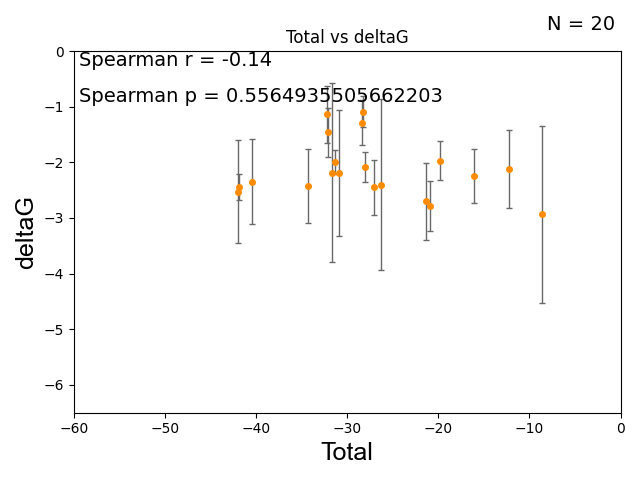 N = 20
Total vs deltaG
Spearman r = -0.14
Spearman p = 0.5564935505662203
0
−1
−2
−3
−4
−5
−6
deltaG
−60 −50 −40 −30 −20 −10 0
Total